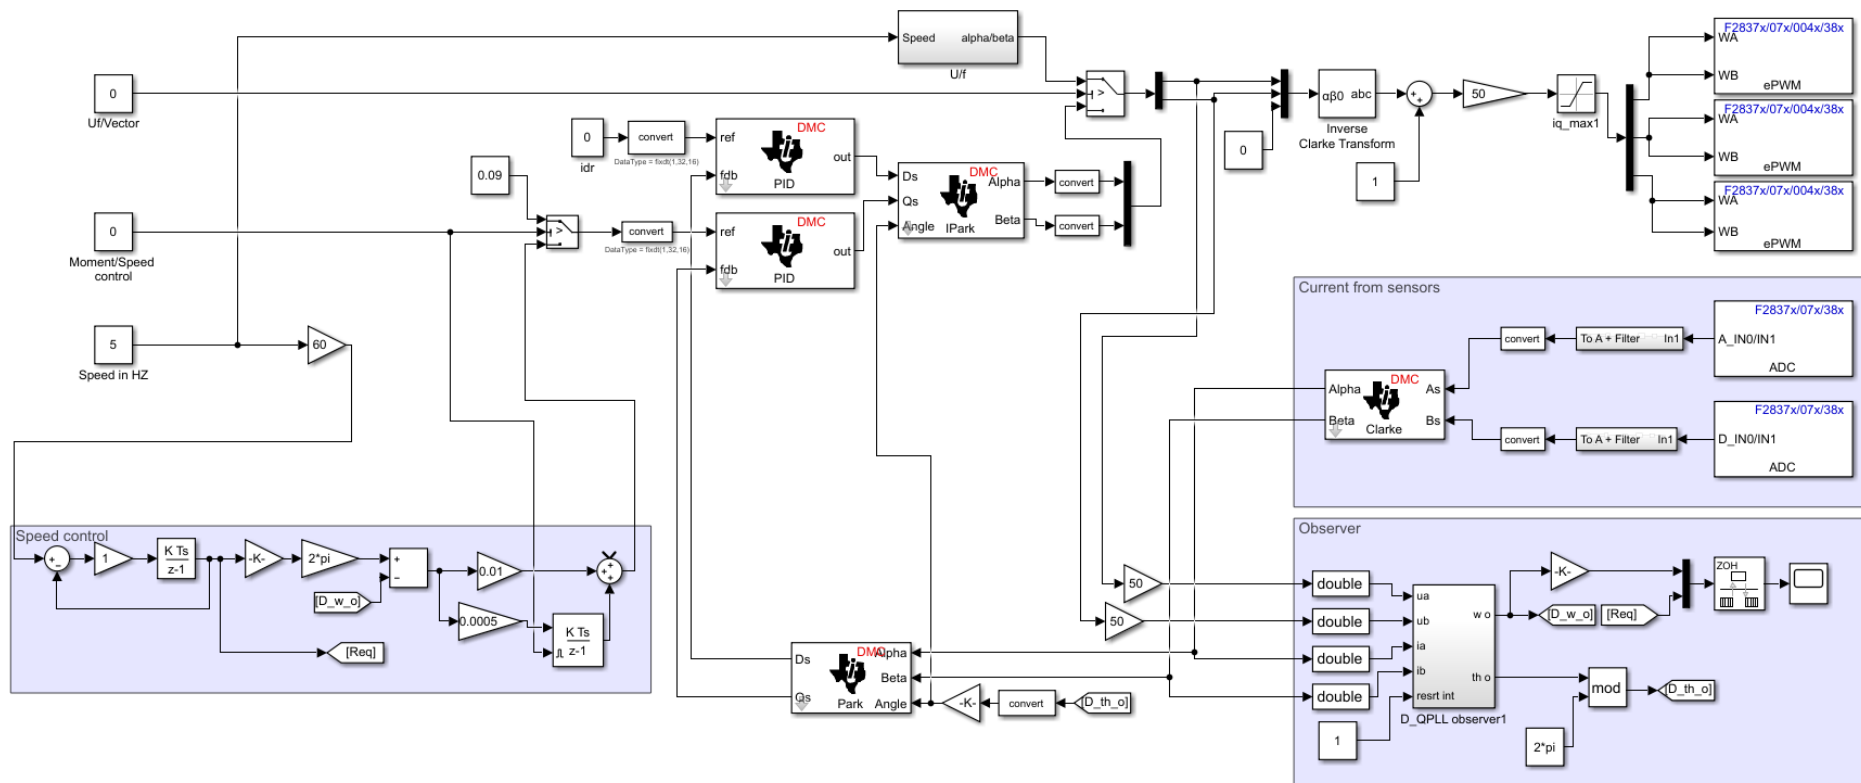 Speed
alpha/beta
U/f
0
Uf/Vector
0
idr
convert
DataType = fixdt(1,32,16)
DMC
ref
out
fdb
PID
0.09
0
Moment/Speed
control
>
convert
DataType = fixdt(1,32,16)
DMC
ref
out
fdb
PID
DMC
Ds
Qs
Angle
Alpha
Beta
IPark
convert
convert
>
0
αβ0 abc
Inverse
Clarke Transform
1
+
+
50
iq_max1
F2837x/07x/004x/38x
WA
WB
ePWM
F2837x/07x/004x/38x
WA
WB
ePWM
F2837x/07x/004x/38x
WA
WB
ePWM
5
Speed in HZ
60
Current from sensors
F2837x/07x/38x
A_IN0/IN1
ADC
In1
To A + Filter
convert
F2837x/07x/38x
D_IN0/IN1
ADC
In1
To A + Filter
convert
DMC
Alpha
Beta
As
Bs
Clarke
Speed control
+
−
1
K Ts
z-1
-K-
2*pi
+
−
[D_w_o]
[Req]
0.01
0.0005
K Ts
z-1
+
+
+
DMC
Ds
Qs
Alpha
Beta
Angle
Park
-K-
convert
[D_th_o]
50
50
Observer
double
double
double
double
1
ua
ub
ia
ib
resrt int
w o
th o
D_QPLL observer1
-K-
[D_w_o]
[Req]
ZOH
mod
2*pi
[D_th_o]